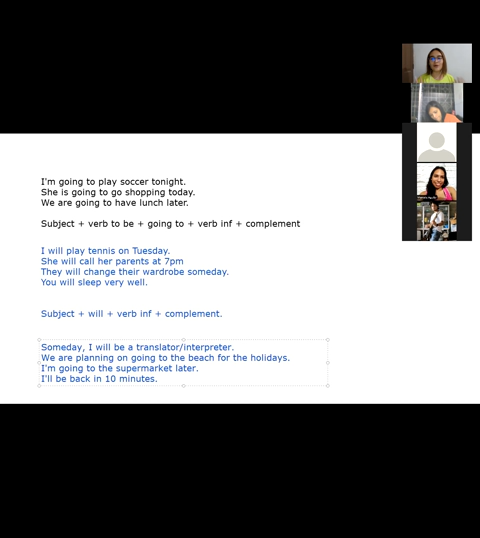 I'm going to play soccer tonight.
She is going to go shopping today.
We are going to have lunch later.
Subject + verb to be + going to + verb inf + complement
I will play tennis on Tuesday.
She will call her parents at 7pm
They will change their wardrobe someday.
You will sleep very well.
Subject + will + verb inf + complement.
Someday, I will be a translator/interpreter.
We are planning on going to the beach for the holidays.
I'm going to the supermarket later.
I'll be back in 10 minutes.